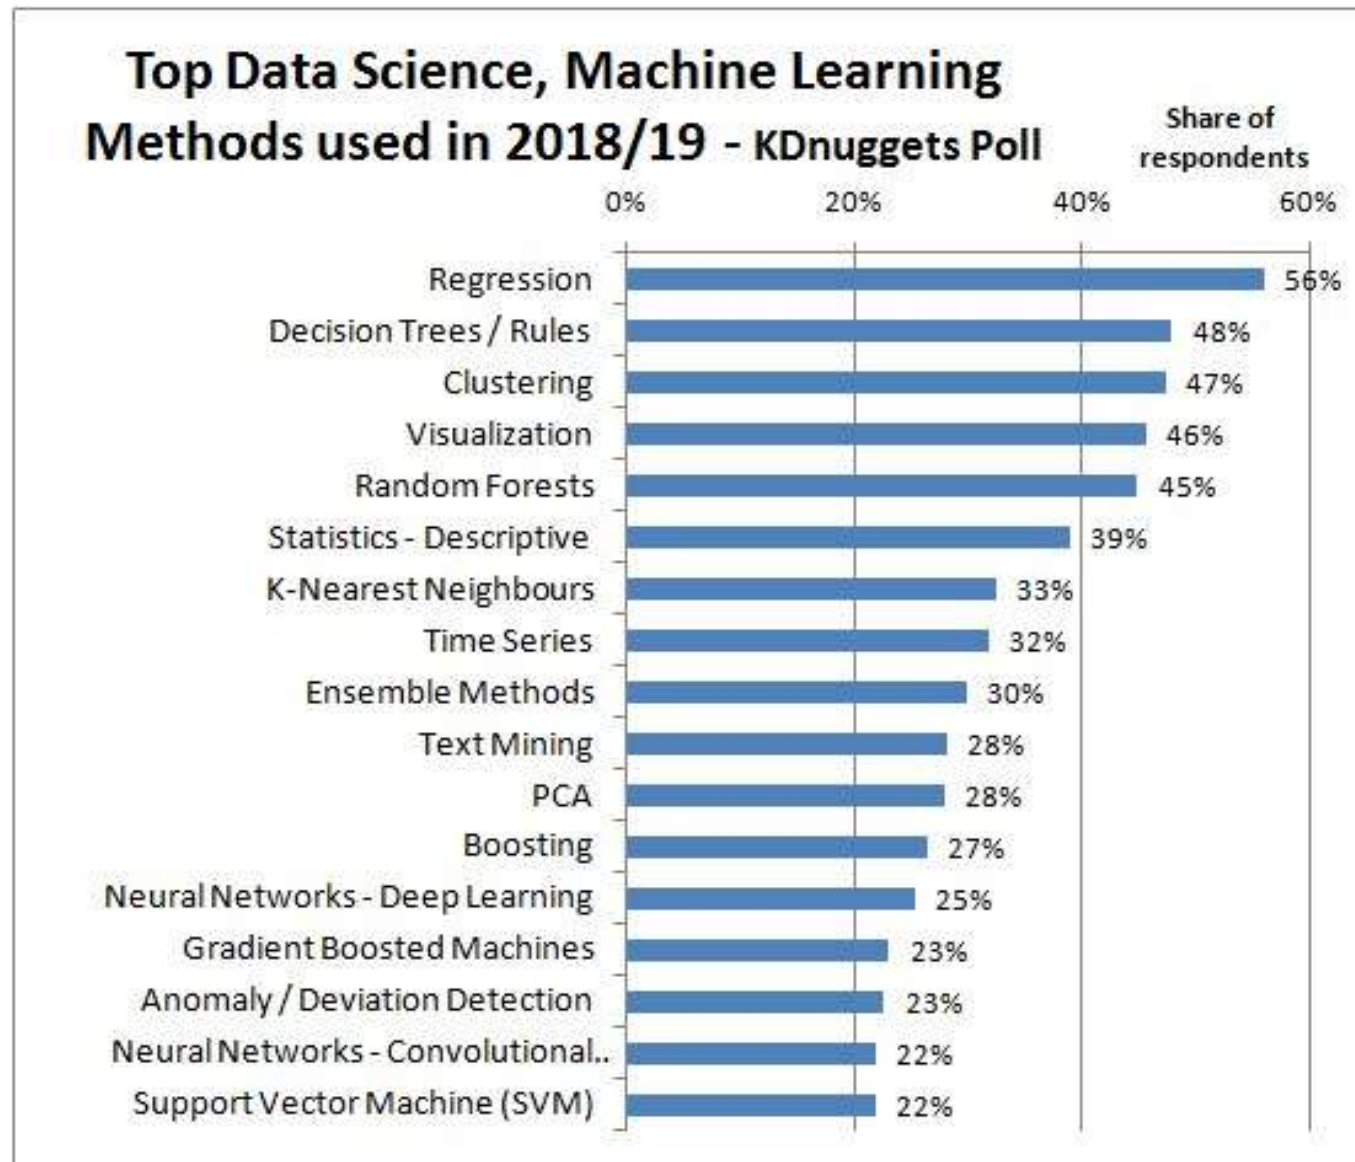 Top Data Science, Machine Learning
Methods used in 2018/19 - KDnuggets Poll
Share of
respondents
0% 20% 40% 60%
Regression 56%
Decision Trees / Rules 48%
Clustering 47%
Visualization 46%
Random Forests 45%
Statistics - Descriptive 39%
K-Nearest Neighbours 33%
Time Series 32%
Ensemble Methods 30%
Text Mining 28%
PCA 28%
Boosting 27%
Neural Networks - Deep Learning 25%
Gradient Boosted Machines 23%
Anomaly / Deviation Detection 23%
Neural Networks - Convolutional.. 22%
Support Vector Machine (SVM) 22%